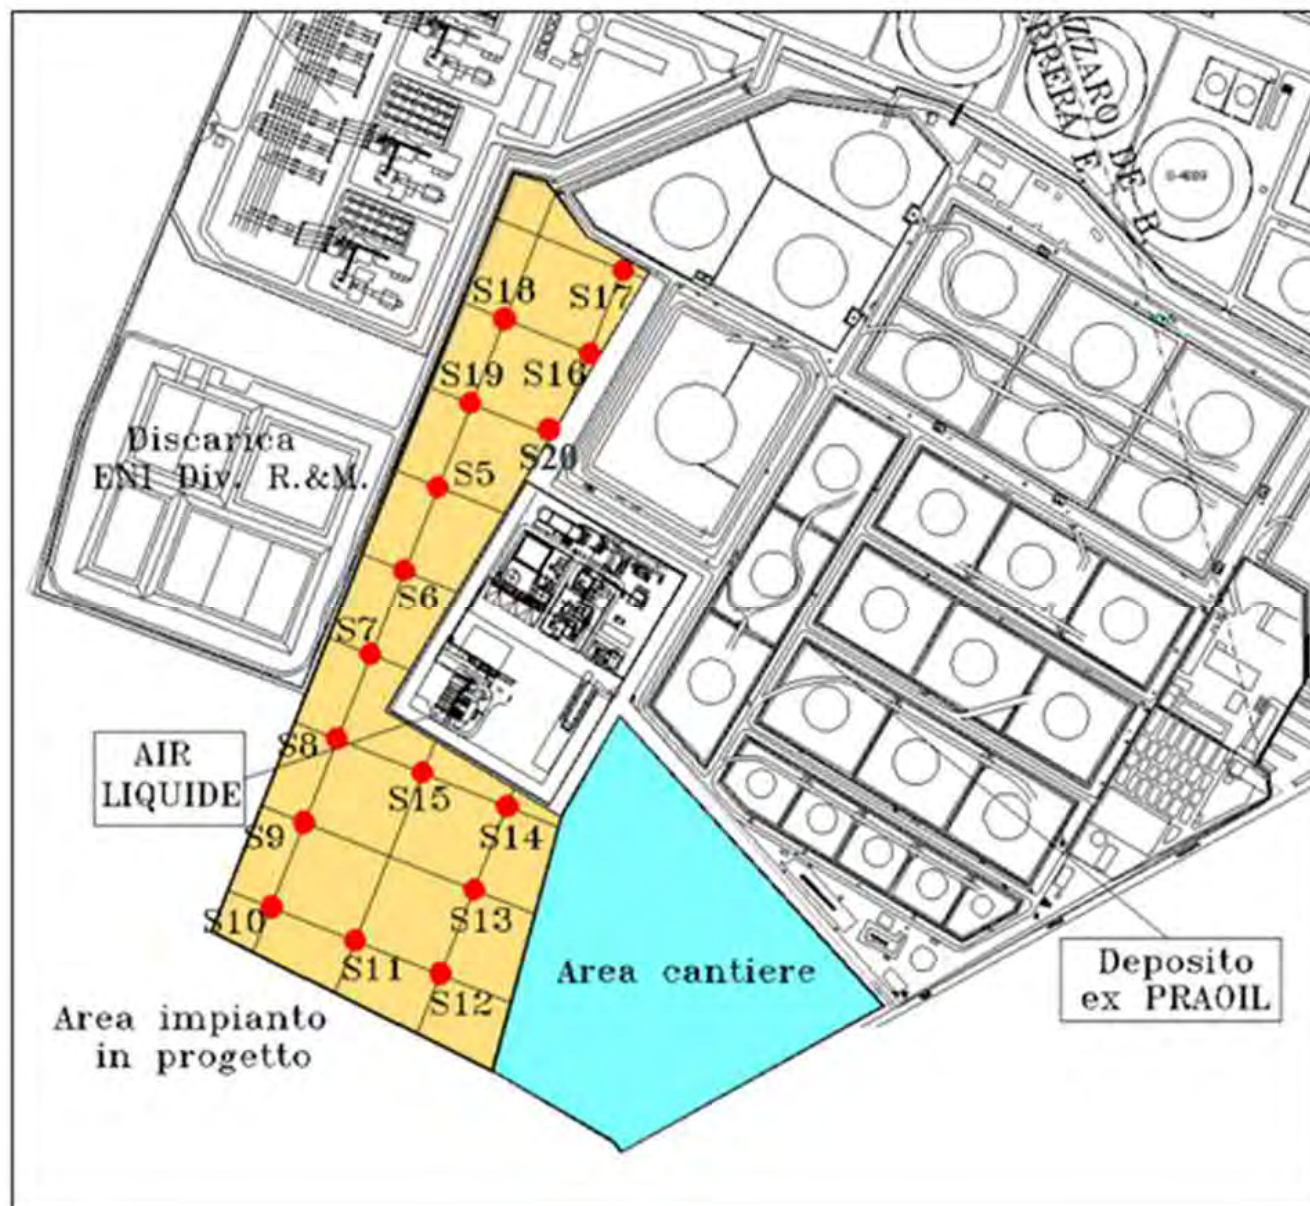 S18
S17
S19
S16
S20
S5
Discarica
ENI Div. R.&M.
S6
S7
S8
AIR
LIQUIDE
S15
S14
S9
S13
S10
S11
S12
Area cantiere
Area impianto
in progetto
Deposito
ex PRAOIL